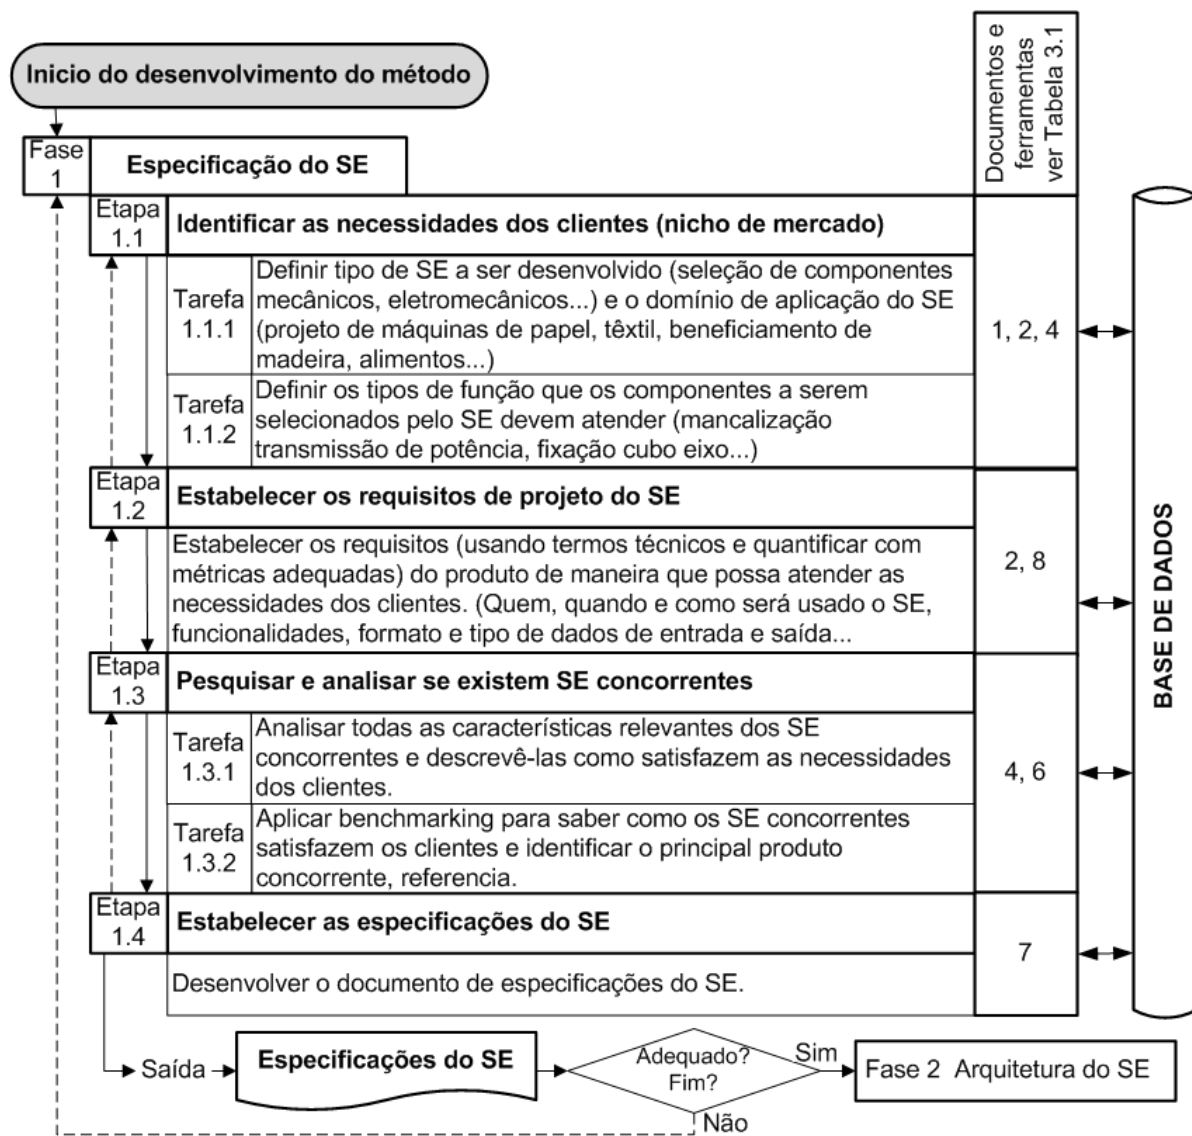 Inicio do desenvolvimento do método
Documentos e
ferramentas
ver Tabela 3.1
Fase
1
Especificação do SE
Etapa
1.1
Identificar as necessidades dos clientes (nicho de mercado)
Tarefa
1.1.1
Definir tipo de SE a ser desenvolvido (seleção de componentes
mecânicos, eletromecânicos...) e o domínio de aplicação do SE
(projeto de máquinas de papel, têxtil, beneficiamento de
madeira, alimentos...)
1, 2, 4
Tarefa
1.1.2
Definir os tipos de função que os componentes a serem
selecionados pelo SE devem atender (mancalização
transmissão de potência, fixação cubo eixo...)
Etapa
1.2
Estabelecer os requisitos de projeto do SE
Estabelecer os requisitos (usando termos técnicos e quantificar com
métricas adequadas) do produto de maneira que possa atender as
necessidades dos clientes. (Quem, quando e como será usado o SE,
funcionalidades, formato e tipo de dados de entrada e saída...
2, 8
BASE DE DADOS
Etapa
1.3
Pesquisar e analisar se existem SE concorrentes
Tarefa
1.3.1
Analisar todas as características relevantes dos SE
concorrentes e descrevê-las como satisfazem as necessidades
dos clientes.
4, 6
Tarefa
1.3.2
Aplicar benchmarking para saber como os SE concorrentes
satisfazem os clientes e identificar o principal produto
concorrente, referencia.
Etapa
1.4
Estabelecer as especificações do SE
7
Desenvolver o documento de especificações do SE.
Saída
Especificações do SE
Adequado?
Fim?
Sim
Fase 2 Arquitetura do SE
Não